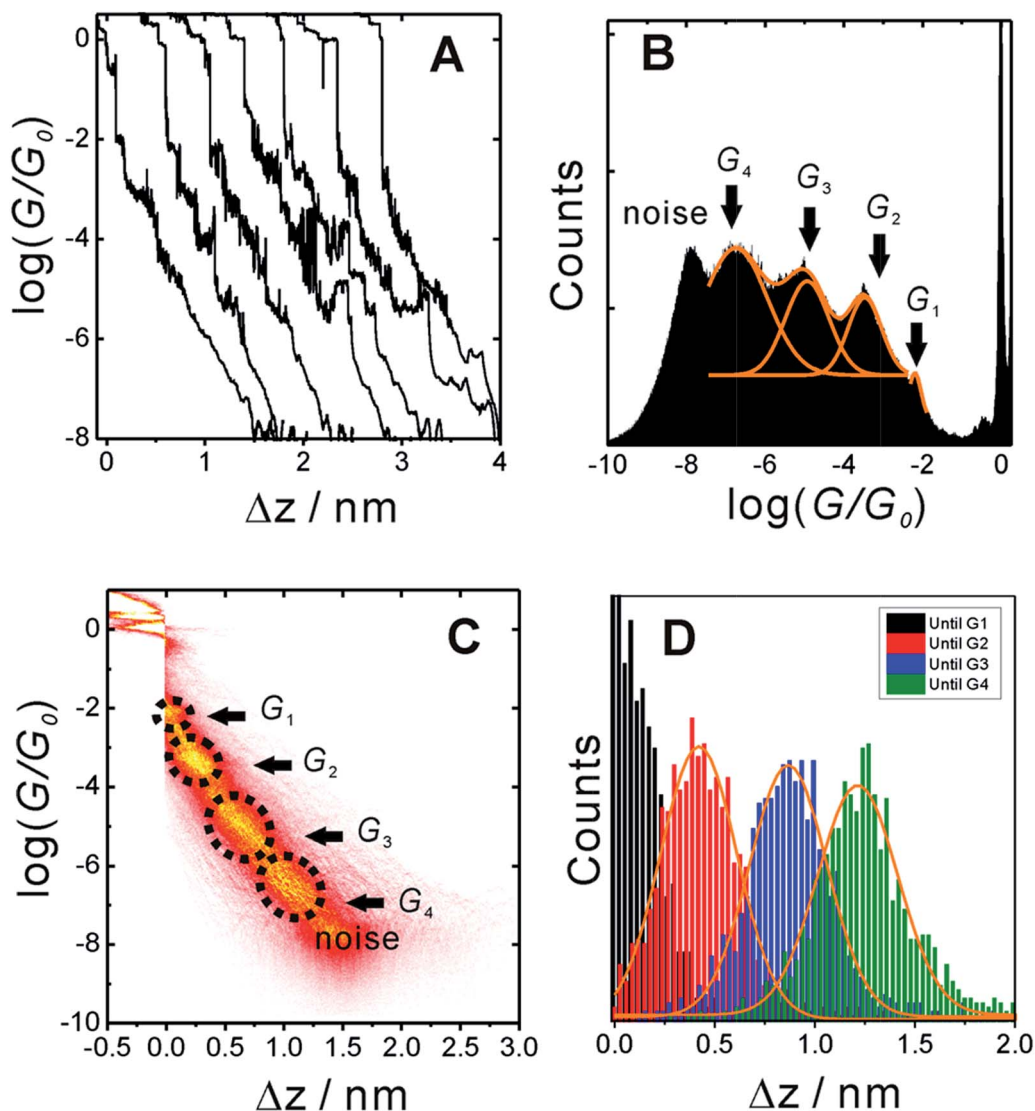 A
log(G/G₀)
0
-2
-4
-6
-8
0 1 2 3 4
Δz / nm
B
Counts
noise
G₄
G₃
G₂
G₁
-10 -8 -6 -4 -2 0
log(G/G₀)
C
log(G/G₀)
0
-2
-4
-6
-8
-10
G₁
G₂
G₃
G₄
noise
-0.5 0.0 0.5 1.0 1.5 2.0 2.5 3.0
Δz / nm
D
Counts
Until G1
Until G2
Until G3
Until G4
0.0 0.5 1.0 1.5 2.0
Δz / nm